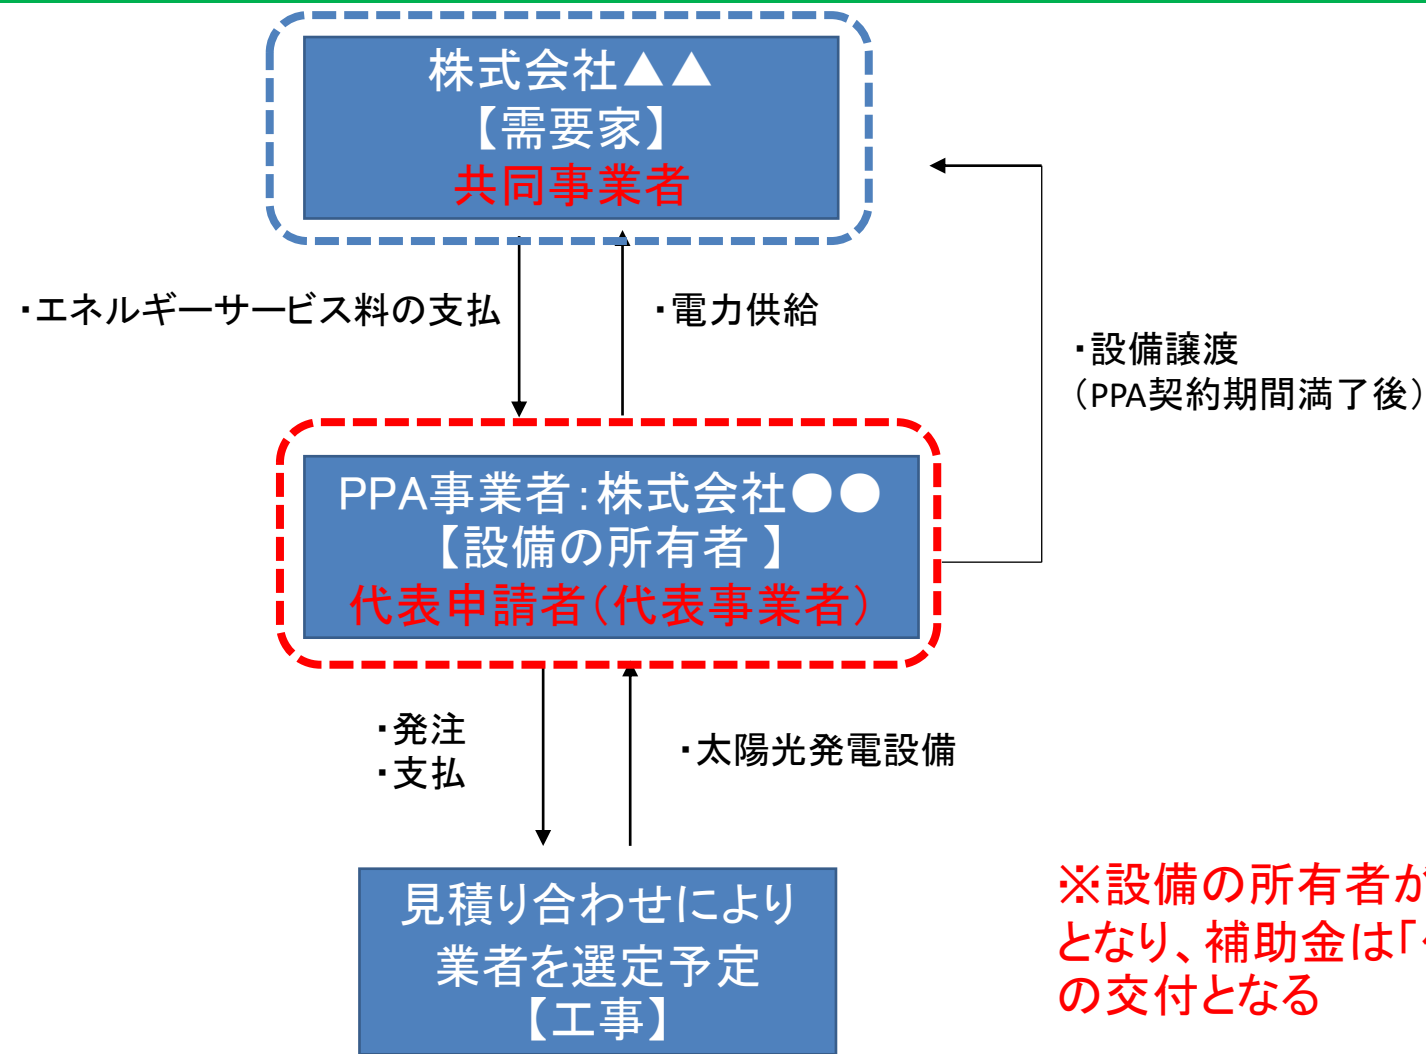 株式会社▲▲
【需要家】
共同事業者
・エネルギーサービス料の支払
・電力供給
・設備譲渡
（PPA契約期間満了後）
PPA事業者：株式会社●●
【設備の所有者 】
代表申請者（代表事業者）
・発注
・支払
・太陽光発電設備
見積り合わせにより
業者を選定予定
【工事】
※設備の所有者が
となり、補助金は「
の交付となる